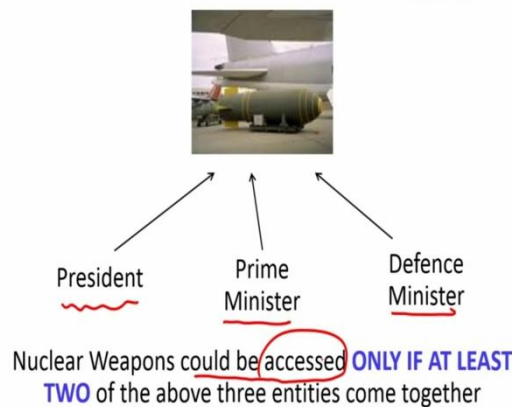 President
Prime
Minister
Defence
Minister
Nuclear Weapons could be accessed ONLY IF AT LEAST
TWO of the above three entities come together